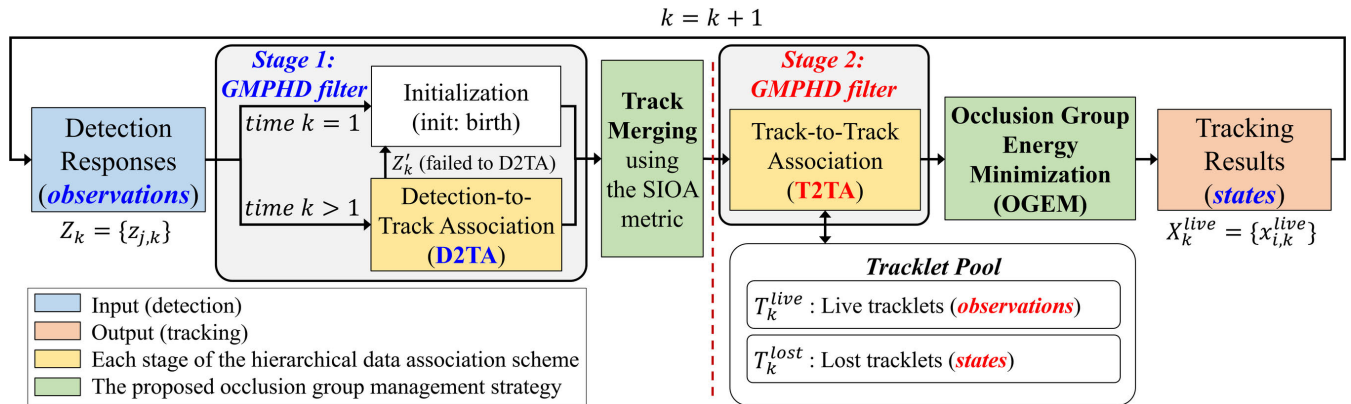 k = k + 1
Detection
Responses
(observations)
Z_k = {z_{j,k}}
Stage 1:
GMPHD filter
time k = 1
time k > 1
Initialization
(init: birth)
Z'_k (failed to D2TA)
Detection-to-
Track Association
(D2TA)
Track
Merging
using
the SIOA
metric
Stage 2:
GMPHD filter
Track-to-Track
Association
(T2TA)
Occlusion Group
Energy
Minimization
(OGEM)
Tracking
Results
(states)
X_k^{live} = {x_{i,k}^{live}}
Tracklet Pool
T_k^{live} : Live tracklets (observations)
T_k^{lost} : Lost tracklets (states)
Input (detection)
Output (tracking)
Each stage of the hierarchical data association scheme
The proposed occlusion group management strategy